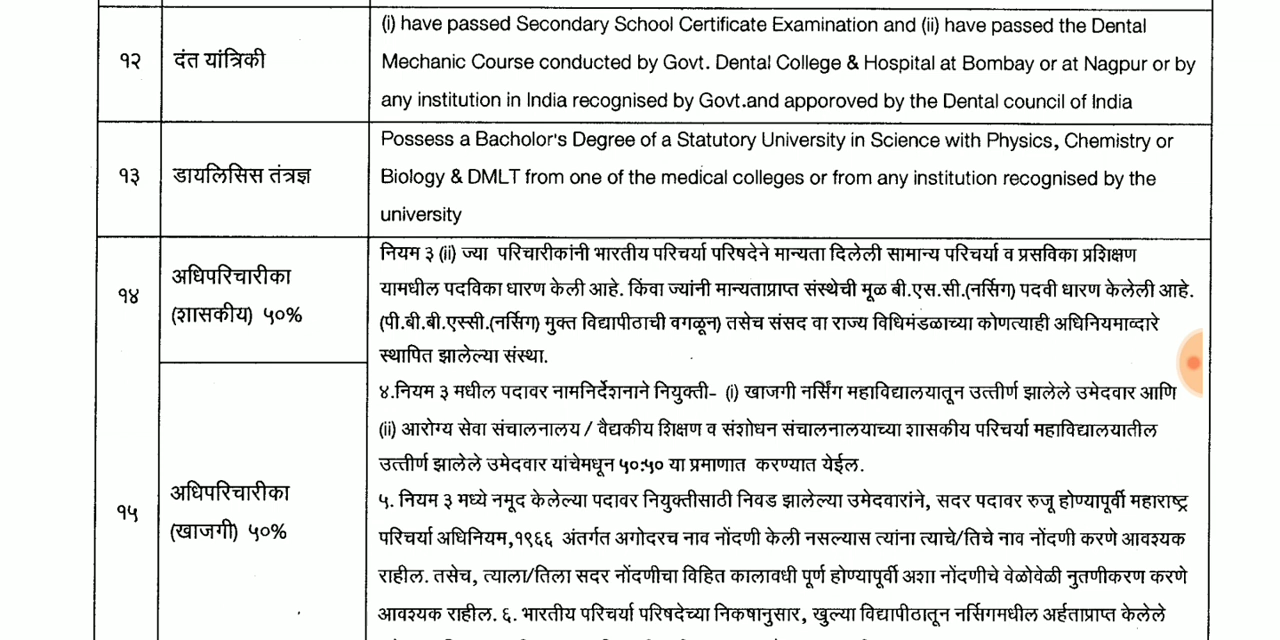 (i) have passed Secondary School Certificate Examination and (ii) have passed the Dental
१२ दंत यांत्रिकी Mechanic Course conducted by Govt. Dental College & Hospital at Bombay or at Nagpur or by
any institution in India recognised by Govt.and apporoved by the Dental council of India
Possess a Bacholor's Degree of a Statutory University in Science with Physics, Chemistry or
१३ डायलिसिस तंत्रज्ञ Biology & DMLT from one of the medical colleges or from any institution recognised by the
university
१४
अधिपरिचारीका
(शासकीय) ५०%
नियम ३ (ii) ज्या परिचारीकांनी भारतीय परिचर्या परिषदेने मान्यता दिलेली सामान्य परिचर्या व प्रसविका प्रशिक्षण
यामधील पदविका धारण केली आहे. किंवा ज्यांनी मान्यताप्राप्त संस्थेची मूळ बी.एस.सी.(नर्सिग) पदवी धारण केलेली आहे.
(पी.बी.बी.एस्सी.(नर्सिग) मुक्त विद्यापीठाची वगळून) तसेच संसद वा राज्य विधिमंडळाच्या कोणत्याही अधिनियमाव्दारे
स्थापित झालेल्या संस्था.
१५
अधिपरिचारीका
(खाजगी) ५०%
४.नियम ३ मधील पदावर नामनिर्देशनाने नियुक्ती- (i) खाजगी नर्सिंग महाविद्यालयातून उत्तीर्ण झालेले उमेदवार आणि
(ii) आरोग्य सेवा संचालनालय / वैद्यकीय शिक्षण व संशोधन संचालनालयाच्या शासकीय परिचर्या महाविद्यालयातील
उत्तीर्ण झालेले उमेदवार यांचेमधून ५०:५० या प्रमाणात करण्यात येईल.
५. नियम ३ मध्ये नमूद केलेल्या पदावर नियुक्तीसाठी निवड झालेल्या उमेदवारांने, सदर पदावर रुजू होण्यापूर्वी महाराष्ट्र
परिचर्या अधिनियम,१९६६ अंतर्गत अगोदरच नाव नोंदणी केली नसल्यास त्यांना त्याचे/तिचे नाव नोंदणी करणे आवश्यक
राहील. तसेच, त्याला/तिला सदर नोंदणीचा विहित कालावधी पूर्ण होण्यापूर्वी अशा नोंदणीचे वेळोवेळी नुतणीकरण करणे
आवश्यक राहील. ६. भारतीय परिचर्या परिषदेच्या निकषानुसार, खुल्या विद्यापीठातून नर्सिगमधील अर्हताप्राप्त केलेले